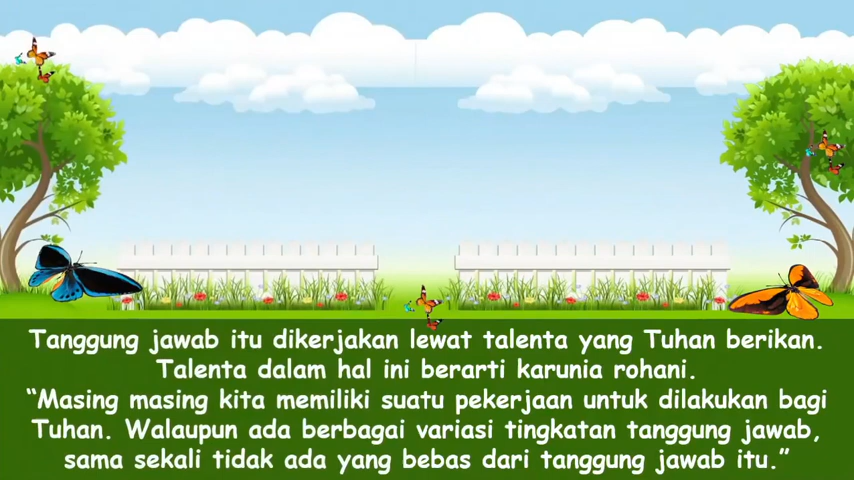 Tanggung jawab itu dikerjakan lewat talenta yang Tuhan berikan.
Talenta dalam hal ini berarti karunia rohani.
“Masing masing kita memiliki suatu pekerjaan untuk dilakukan bagi
Tuhan. Walaupun ada berbagai variasi tingkatan tanggung jawab,
sama sekali tidak ada yang bebas dari tanggung jawab itu.”